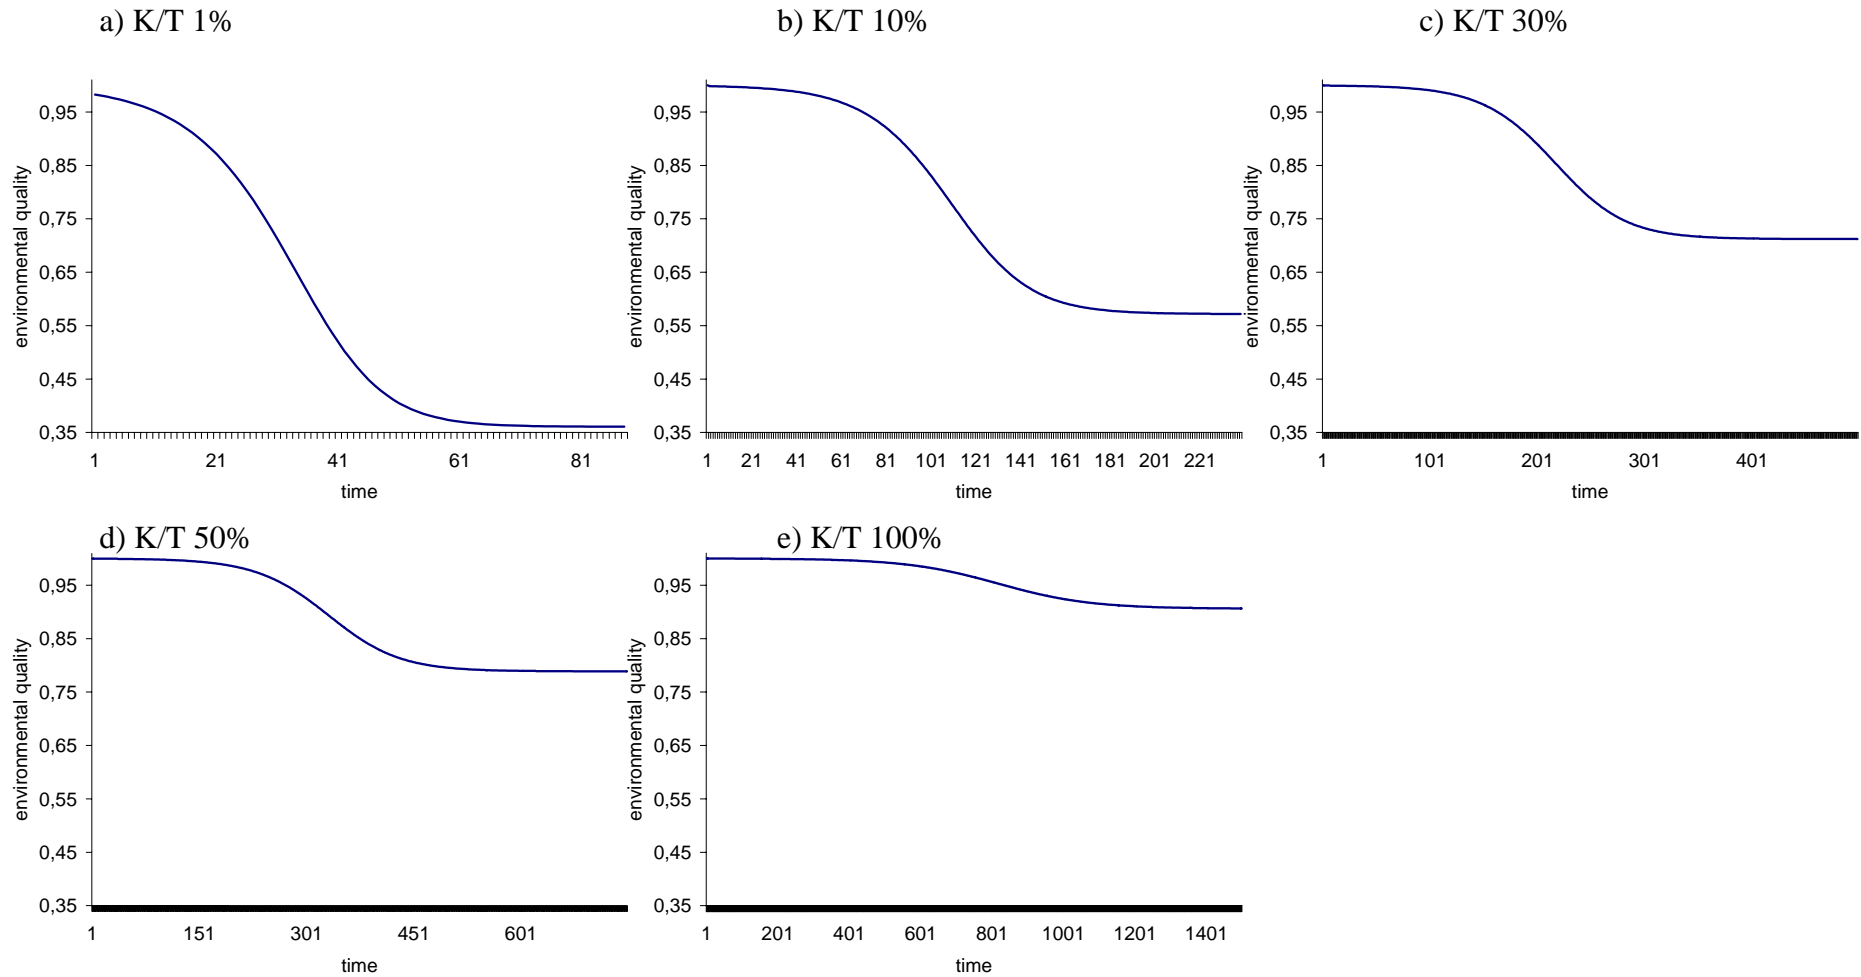 a) K/T 1%
b) K/T 10%
c) K/T 30%
environmental quality
0,95
0,85
0,75
0,65
0,55
0,45
0,35
1 21 41 61 81
time
environmental quality
0,95
0,85
0,75
0,65
0,55
0,45
0,35
1 21 41 61 81 101 121 141 161 181 201 221
time
environmental quality
0,95
0,85
0,75
0,65
0,55
0,45
0,35
1 101 201 301 401
time
d) K/T 50%
e) K/T 100%
environmental quality
0,95
0,85
0,75
0,65
0,55
0,45
0,35
1 151 301 451 601
time
environmental quality
0,95
0,85
0,75
0,65
0,55
0,45
0,35
1 201 401 601 801 1001 1201 1401
time